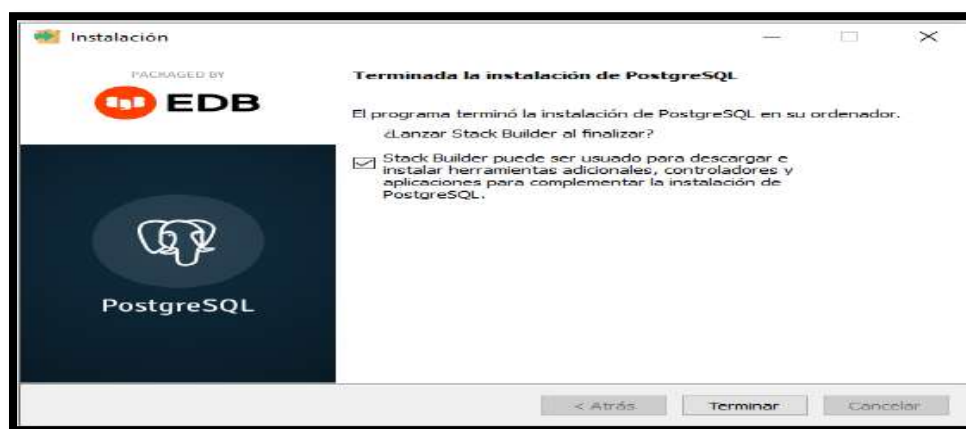 Instalación
PACKAGED BY
EDB
Terminada la instalación de PostgreSQL
El programa terminó la instalación de PostgreSQL en su ordenador.
¿Lanzar Stack Builder al finalizar?
Stack Builder puede ser usado para descargar e
instalar herramientas adicionales, controladores y
aplicaciones para complementar la instalación de
PostgreSQL.
PostgreSQL
< Atrás
Terminar
Cancelar